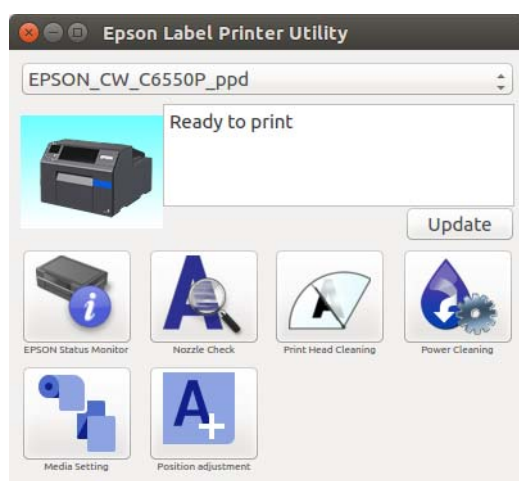 Epson Label Printer Utility
EPSON_CW_C6550P_ppd
Ready to print
Update
EPSON Status Monitor
Nozzle Check
Print Head Cleaning
Power Cleaning
Media Setting
Position adjustment